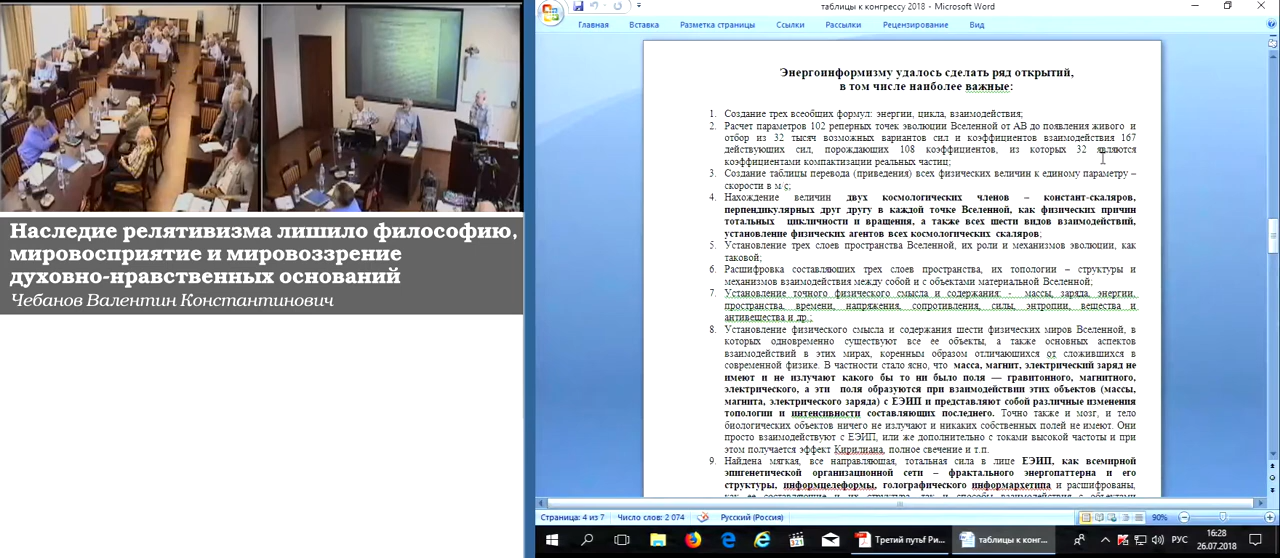 таблицы к конгрессу 2018 - Microsoft Word
Главная Вставка Разметка страницы Ссылки Рассылки Рецензирование Вид
Наследие релятивизма лишило философию,
мировосприятие и мировоззрение
духовно-нравственных оснований
Чебанов Валентин Константинович
Энергоинформизму удалось сделать ряд открытий,
в том числе наиболее важные:
1. Создание трех всеобщих формул: энергии, цикла, взаимодействия;
2. Расчет параметров 102 реперных точек эволюции Вселенной от АВ до появления живого и
отбор из 32 тысяч возможных вариантов сил и коэффициентов взаимодействия 167
действующих сил, порождающих 108 коэффициентов, из которых 32 являются
коэффициентами компактизации реальных частиц;
3. Создание таблицы перевода (приведения) всех физических величин к единому параметру –
скорости в м/с;
4. Нахождение величин двух космологических членов – констант-скаляров,
перпендикулярных друг другу в каждой точке Вселенной, как физических причин
тотальных цикличности и вращения, а также всех шести видов взаимодействий,
установление физических агентов всех космологических скаляров;
5. Установление трех слоев пространства Вселенной, их роли и механизмов эволюции, как
таковой;
6. Расшифровка составляющих трех слоев пространства, их топологии – структуры и
механизмов взаимодействия между собой и с объектами материальной Вселенной;
7. Установление точного физического смысла и содержания: - массы, заряда, энергии,
пространства, времени, напряжения, сопротивления, силы, энтропии, вещества и
антивещества и др.;
8. Установление физического смысла и содержания шести физических миров Вселенной, в
которых одновременно существуют все ее объекты, а также основных аспектов
взаимодействий в этих мирах, коренным образом отличающихся от сложившихся в
современной физике. В частности стало ясно, что масса, магнит, электрический заряд не
имеют и не излучают какого бы то ни было поля — гравитонного, магнитного,
электрического, а эти поля образуются при взаимодействии этих объектов (массы,
магнита, электрического заряда) с ЕЭИП и представляют собой различные изменения
топологии и интенсивности составляющих последнего. Точно также и мозг, и тело
биологических объектов ничего не излучают и никаких собственных полей не имеют. Они
просто взаимодействуют с ЕЭИП, или же дополнительно с токами высокой частоты и при
этом получается эффект Кирилиана, полное свечение и т.п.
9. Найдена мягкая, все направляющая, тотальная сила в лице ЕЭИП, как всемирной
эпигенетической организационной сети – фрактального энергопаттерна и его
структуры, информцелеформы, голографического информархетипа и расшифрованы,
как ее составляющие и их структура, так и способы взаимодействия с объектами
Страница: 4 из 7 Число слов: 2 074 Русский (Россия) 90%
Третий путь! Ри... таблицы к конг... РУС 16:28
26.07.2018